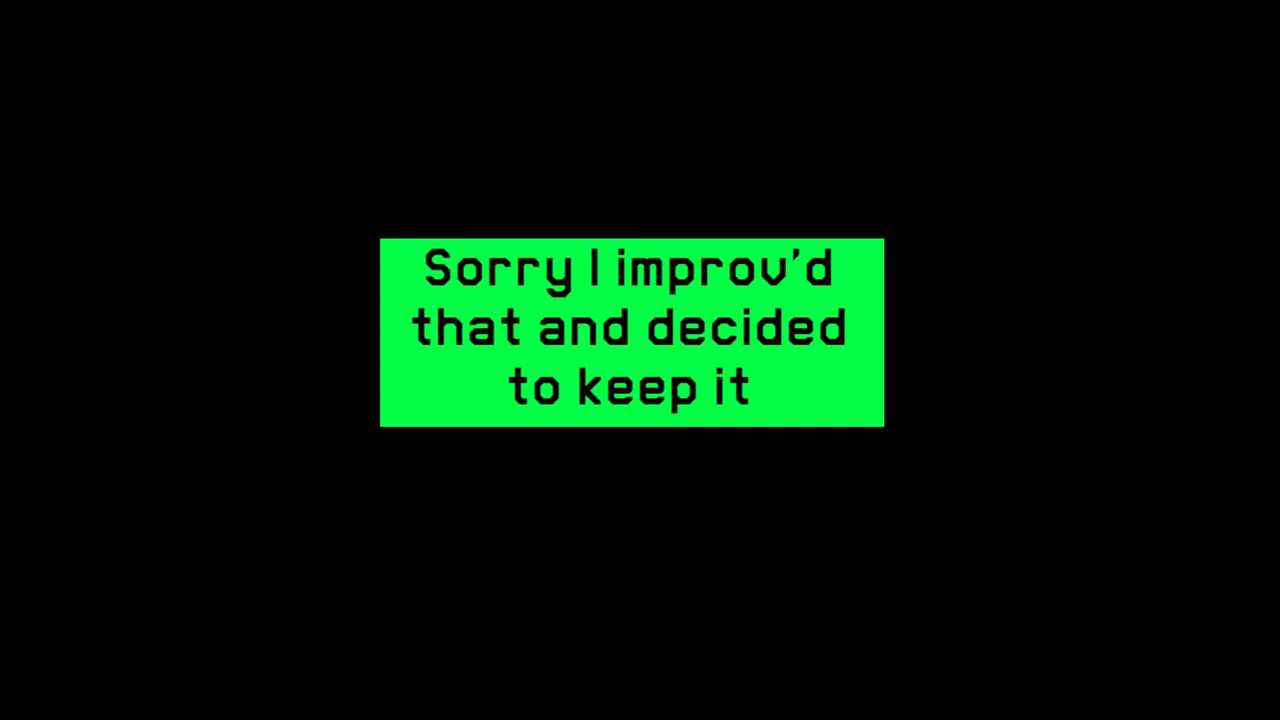 Sorry I improv’d
that and decided
to keep it